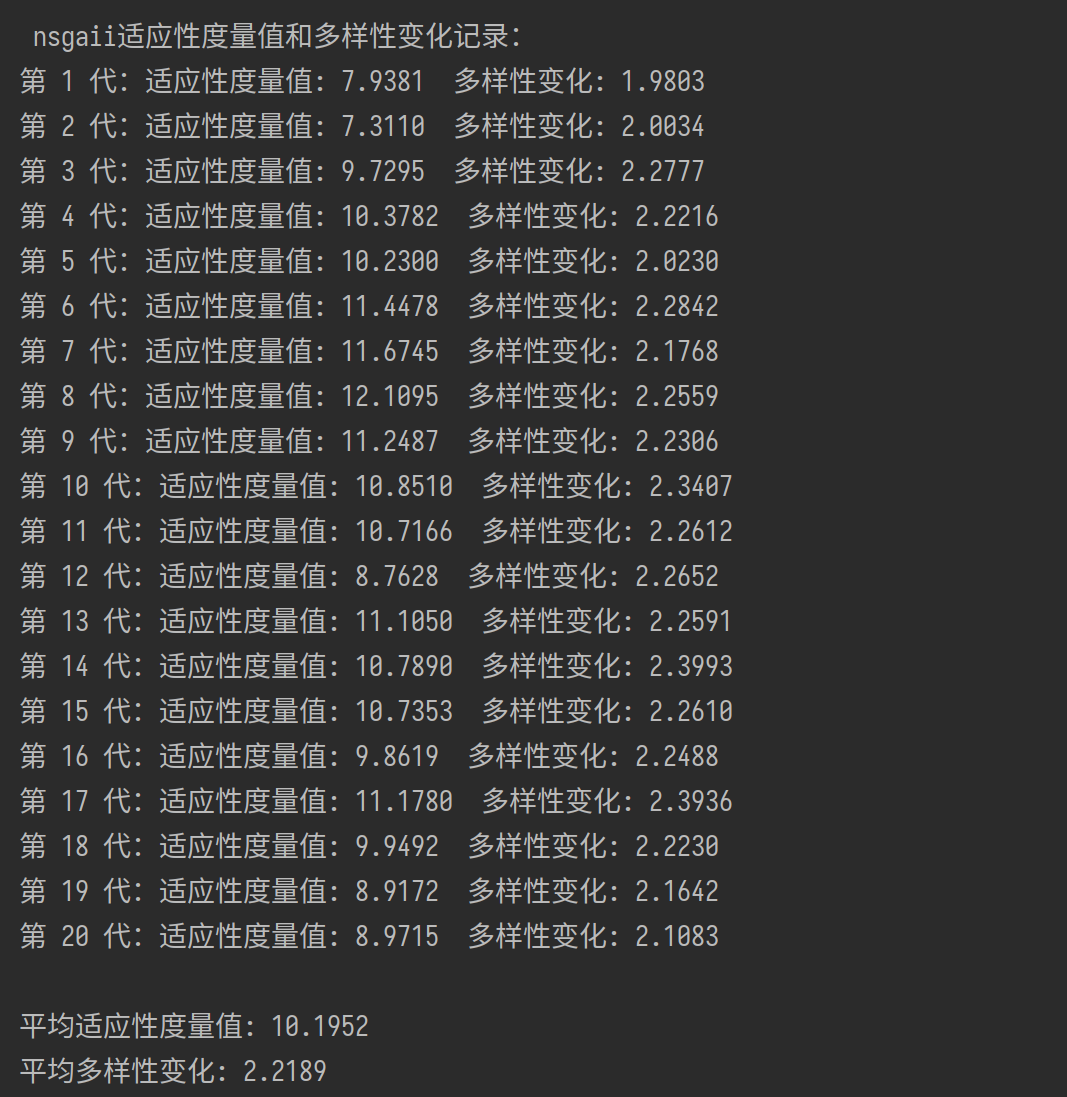 nsgaii适应性度量值和多样性变化记录:
第 1 代: 适应性度量值: 7.9381  多样性变化: 1.9803
第 2 代: 适应性度量值: 7.3110  多样性变化: 2.0034
第 3 代: 适应性度量值: 9.7295  多样性变化: 2.2777
第 4 代: 适应性度量值: 10.3782  多样性变化: 2.2216
第 5 代: 适应性度量值: 10.2300  多样性变化: 2.0230
第 6 代: 适应性度量值: 11.4478  多样性变化: 2.2842
第 7 代: 适应性度量值: 11.6745  多样性变化: 2.1768
第 8 代: 适应性度量值: 12.1095  多样性变化: 2.2559
第 9 代: 适应性度量值: 11.2487  多样性变化: 2.2306
第 10 代: 适应性度量值: 10.8510  多样性变化: 2.3407
第 11 代: 适应性度量值: 10.7166  多样性变化: 2.2612
第 12 代: 适应性度量值: 8.7628  多样性变化: 2.2652
第 13 代: 适应性度量值: 11.1050  多样性变化: 2.2591
第 14 代: 适应性度量值: 10.7890  多样性变化: 2.3993
第 15 代: 适应性度量值: 10.7353  多样性变化: 2.2610
第 16 代: 适应性度量值: 9.8619  多样性变化: 2.2488
第 17 代: 适应性度量值: 11.1780  多样性变化: 2.3936
第 18 代: 适应性度量值: 9.9492  多样性变化: 2.2230
第 19 代: 适应性度量值: 8.9172  多样性变化: 2.1642
第 20 代: 适应性度量值: 8.9715  多样性变化: 2.1083
平均适应性度量值: 10.1952
平均多样性变化: 2.2189